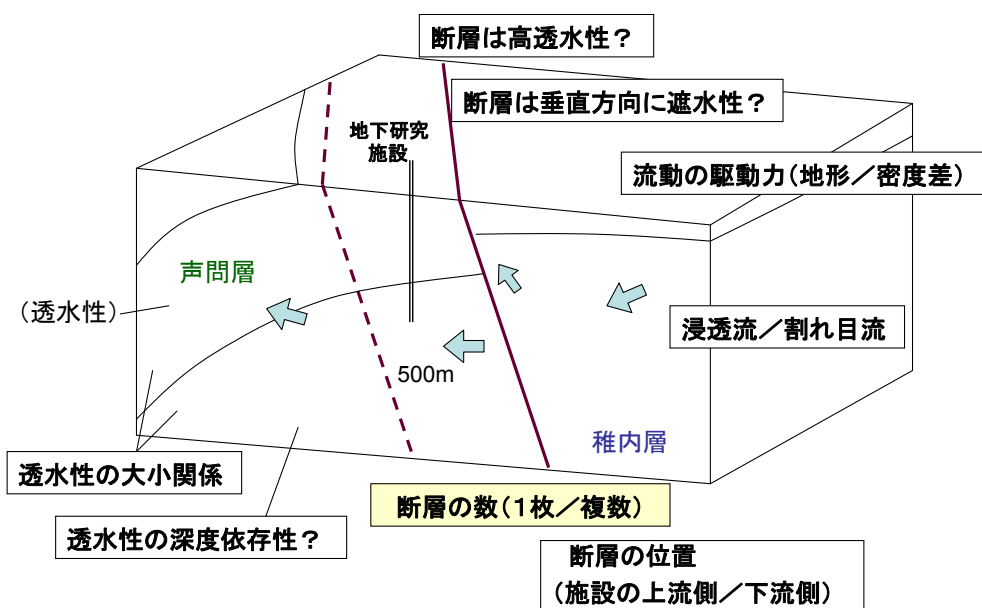 断層は高透水性？
断層は垂直方向に遮水性？
地下研究
施設
流動の駆動力（地形／密度差）
声問層
（透水性）
浸透流／割れ目流
500m
稚内層
透水性の大小関係
断層の数（１枚／複数）
透水性の深度依存性？
断層の位置
（施設の上流側／下流側）